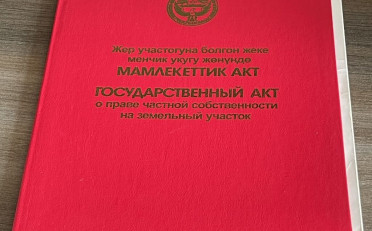 Жер участогуна болгон жеке
менчик укугу жөнүндө
МАМЛЕКЕТТИК АКТ
ГОСУДАРСТВЕННЫЙ АКТ
о праве частной собственности
на земельный участок